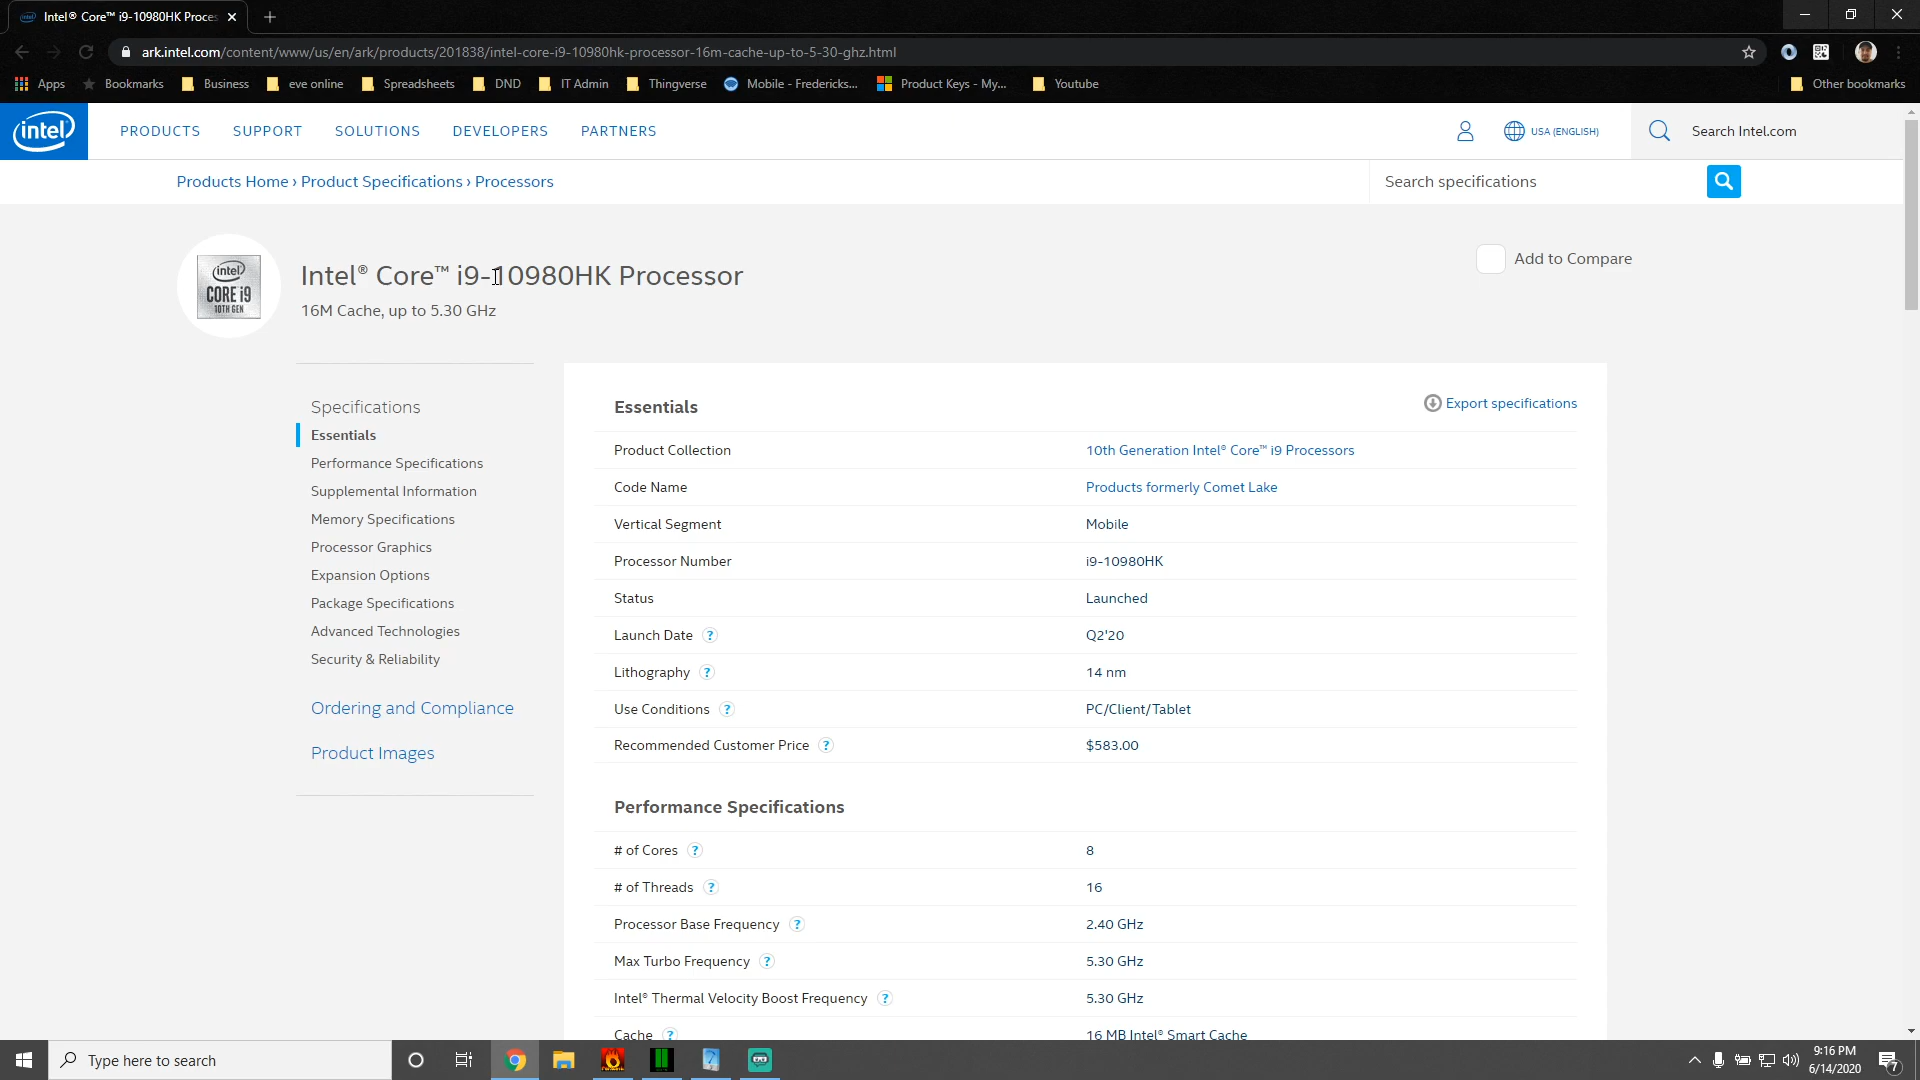 Intel® Core™ i9-10980HK Proces
ark.intel.com/content/www/us/en/ark/products/201838/intel-core-i9-10980hk-processor-16m-cache-up-to-5-30-ghz.html
Apps Bookmarks Business eve online Spreadsheets DND IT Admin Thingverse Mobile - Fredericks... Product Keys - My... Youtube Other bookmarks
intel PRODUCTS SUPPORT SOLUTIONS DEVELOPERS PARTNERS USA (ENGLISH) Search Intel.com
Products Home › Product Specifications › Processors Search specifications
intel
CORE i9
10TH GEN
Intel® Core™ i9-10980HK Processor
Add to Compare
16M Cache, up to 5.30 GHz
Specifications
Essentials
Performance Specifications
Supplemental Information
Memory Specifications
Processor Graphics
Expansion Options
Package Specifications
Advanced Technologies
Security & Reliability
Ordering and Compliance
Product Images
Essentials
Export specifications
Product Collection 10th Generation Intel® Core™ i9 Processors
Code Name Products formerly Comet Lake
Vertical Segment Mobile
Processor Number i9-10980HK
Status Launched
Launch Date ? Q2'20
Lithography ? 14 nm
Use Conditions ? PC/Client/Tablet
Recommended Customer Price ? $583.00
Performance Specifications
# of Cores ? 8
# of Threads ? 16
Processor Base Frequency ? 2.40 GHz
Max Turbo Frequency ? 5.30 GHz
Intel® Thermal Velocity Boost Frequency ? 5.30 GHz
Cache ? 16 MB Intel® Smart Cache
Type here to search
9:16 PM
6/14/2020
7